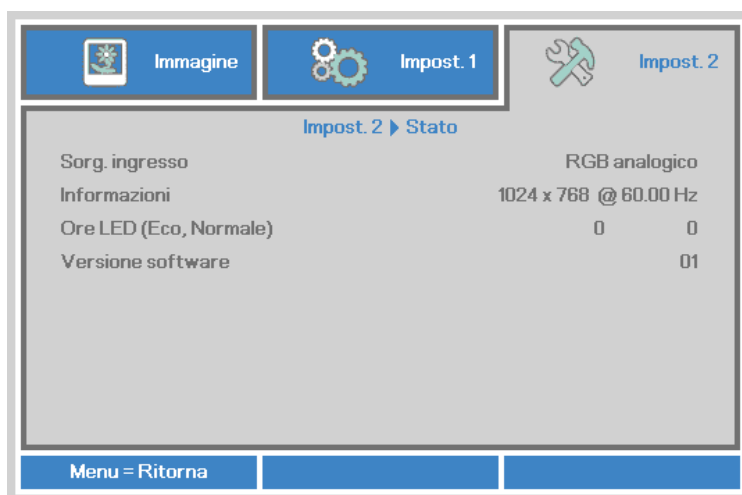 Immagine
Impost. 1
Impost. 2
Impost. 2 ▶ Stato
Sorg. ingresso RGB analogico
Informazioni 1024 x 768 @ 60.00 Hz
Ore LED (Eco, Normale) 0 0
Versione software 01
Menu = Ritorna